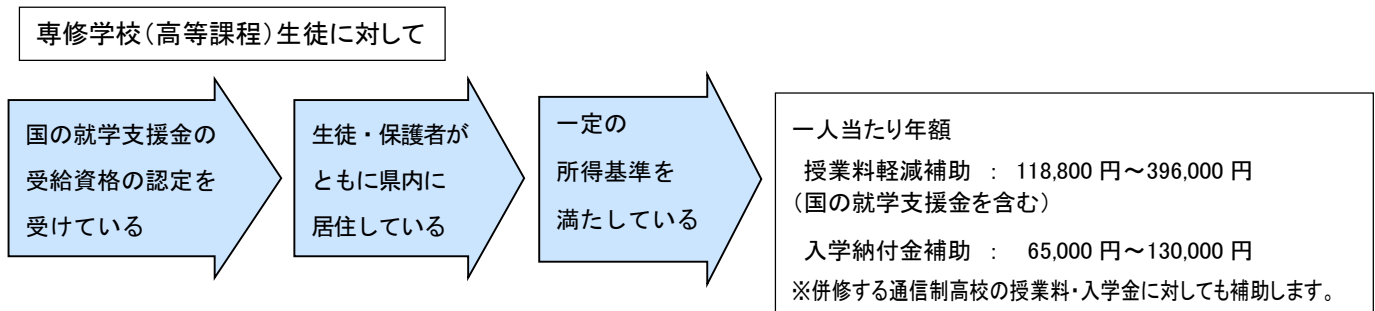 専修学校（高等課程）生徒に対して
国の就学支援金の
受給資格の認定を
受けている
生徒・保護者が
ともに県内に
居住している
一定の
所得基準を
満たしている
一人当たり年額
授業料軽減補助 ： 118,800 円～396,000 円
（国の就学支援金を含む）
入学納付金補助 ： 65,000 円～130,000 円
※併修する通信制高校の授業料・入学金に対しても補助します。